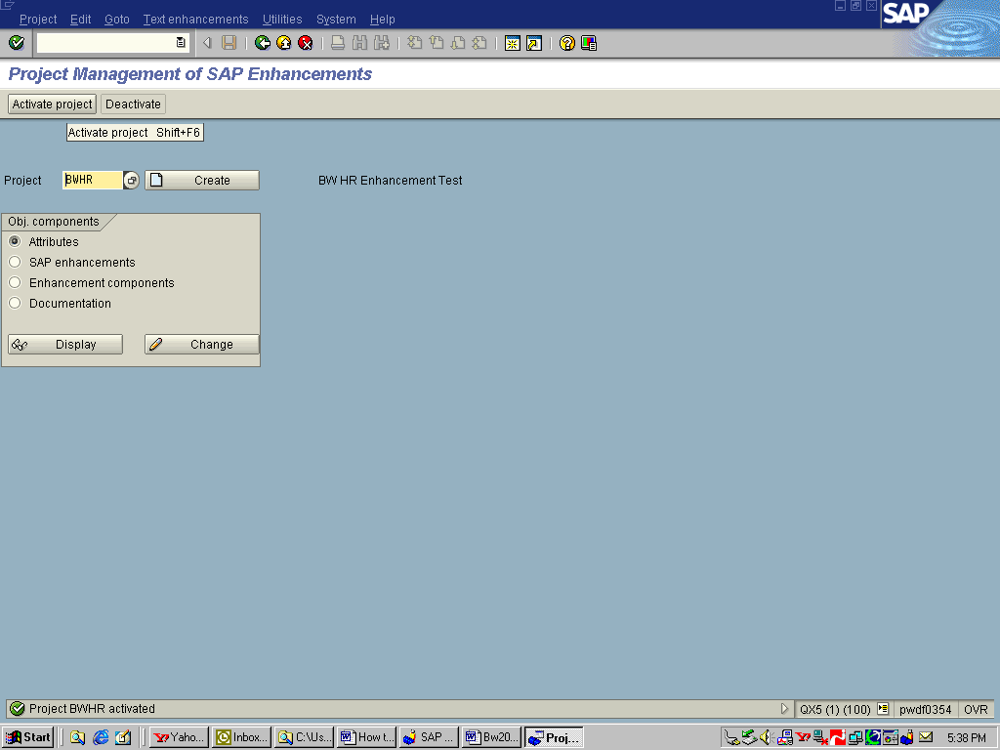 Project Edit Goto Text enhancements Utilities System Help
SAP
Project Management of SAP Enhancements
Activate project Deactivate
Activate project Shift+F6
Project BWHR Create BW HR Enhancement Test
Obj. components
Attributes
SAP enhancements
Enhancement components
Documentation
Display Change
Project BWHR activated QX5 (1) (100) pwdf0354 OVR
Start Yaho... Inbox... C:\Us... How t... SAP ... Bw20... Proj... 5:38 PM